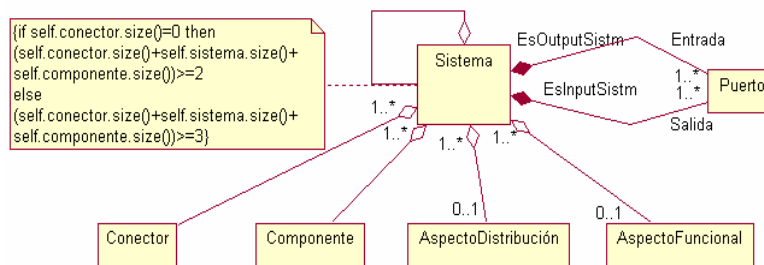 {if self.conector.size()=0 then
(self.conector.size()+self.sistema.size()+
self.componente.size())>=2
else
(self.conector.size()+self.sistema.size()+
self.componente.size())>=3}
Sistema
EsOutputSistm
Entrada
1..*
EsInputSistm
1..*
Puerto
Salida
1..*
1..*
1..*
1..*
0..1
0..1
Conector
Componente
AspectoDistribución
AspectoFuncional